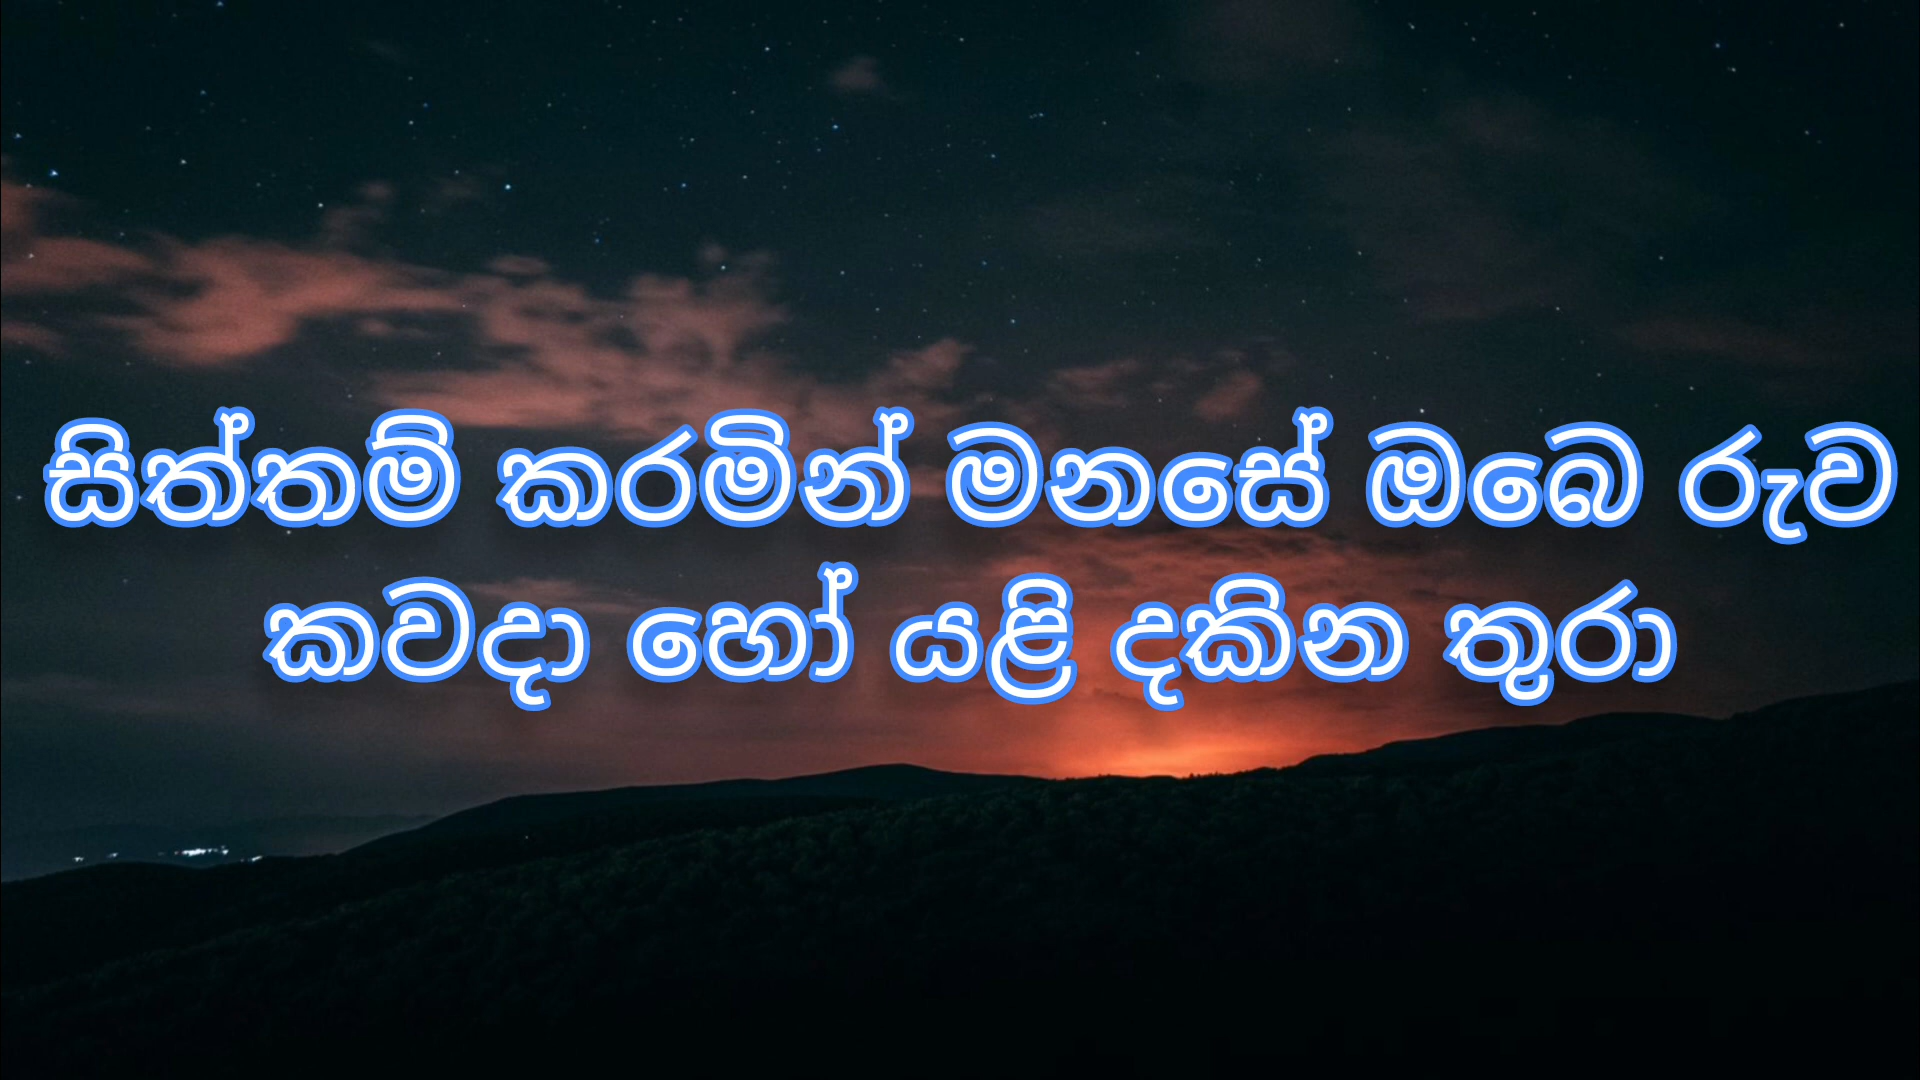 සිත්තම් කරමින් මනසේ ඔබෙ රුව
කවදා හෝ යළි දකින තුරා